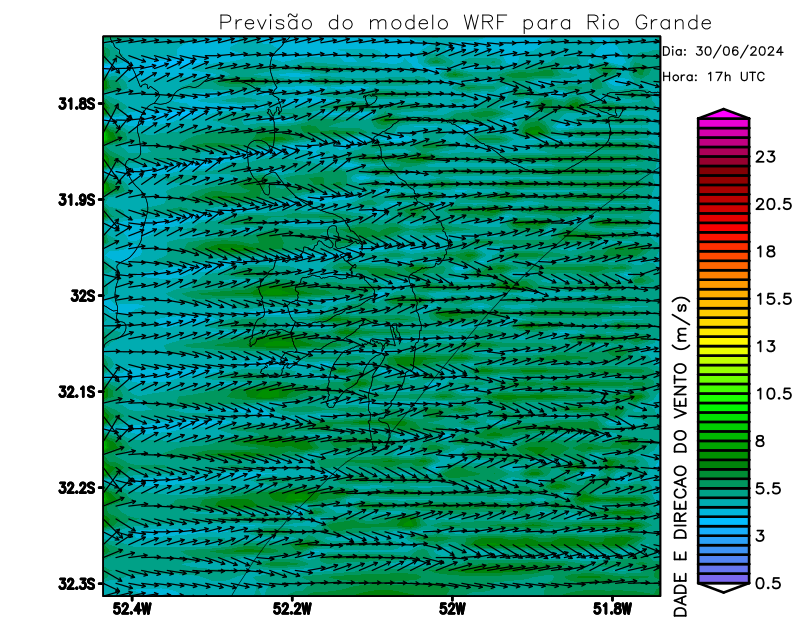 Previsão do modelo WRF para Rio Grande
Dia: 30/06/2024
Hora: 17h UTC
31.8S
31.9S
32S
32.1S
32.2S
32.3S
52.4W
52.2W
52W
51.8W
23
20.5
18
15.5
13
10.5
8
5.5
3
0.5
DADE E DIRECAO DO VENTO (m/s)